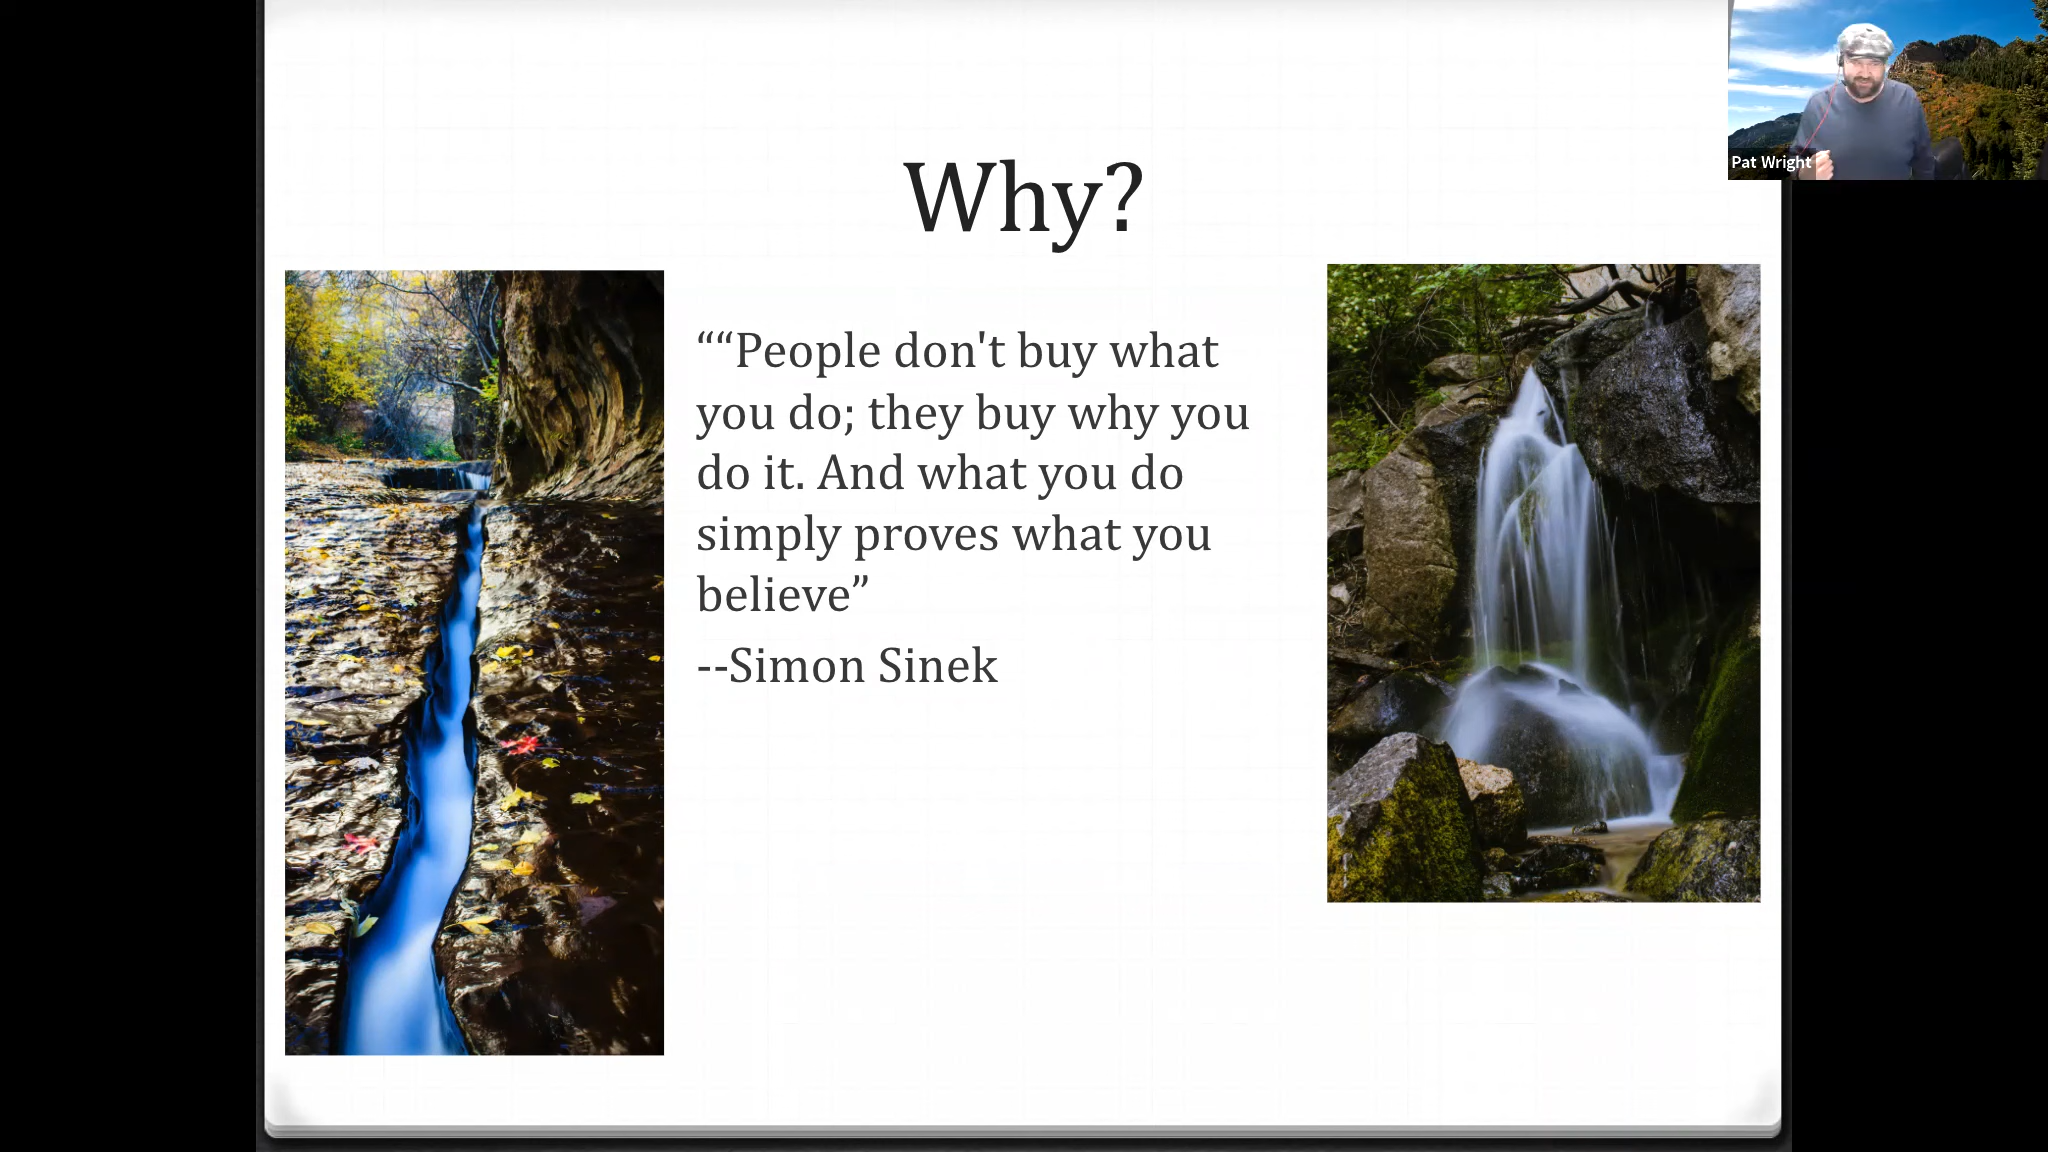 Why?
““People don't buy what
you do; they buy why you
do it. And what you do
simply proves what you
believe”
--Simon Sinek
Pat Wright